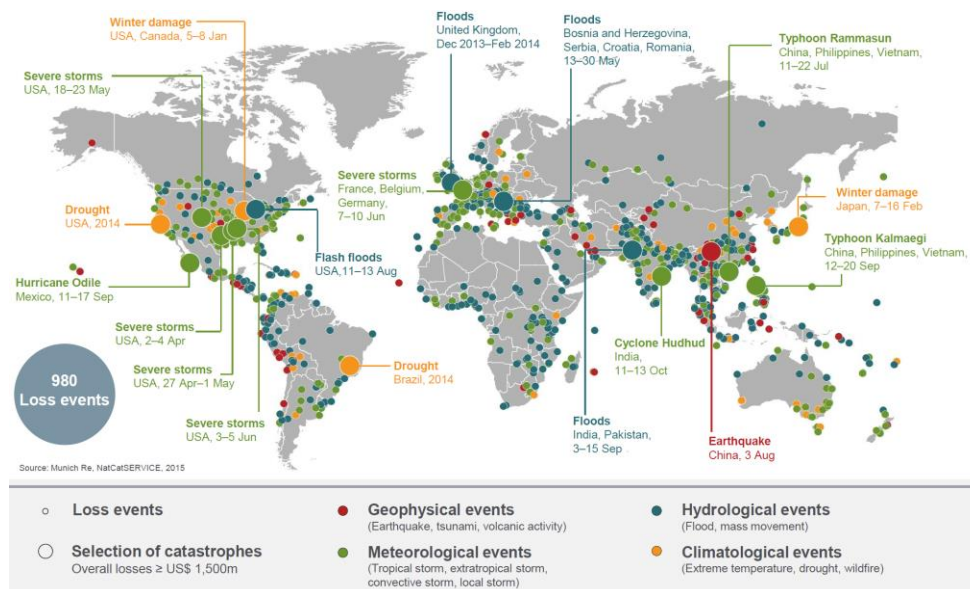 Winter damage
USA, Canada, 5–8 Jan
Floods
United Kingdom,
Dec 2013–Feb 2014
Floods
Bosnia and Herzegovina,
Serbia, Croatia, Romania,
13–30 May
Typhoon Rammasun
China, Philippines, Vietnam,
11–22 Jul
Severe storms
USA, 18–23 May
Severe storms
France, Belgium,
Germany,
7–10 Jun
Winter damage
Japan, 7–16 Feb
Drought
USA, 2014
Flash floods
USA,11–13 Aug
Typhoon Kalmaegi
China, Philippines, Vietnam,
12–20 Sep
Hurricane Odile
Mexico, 11–17 Sep
Severe storms
USA, 2–4 Apr
Cyclone Hudhud
India,
11–13 Oct
Severe storms
USA, 27 Apr–1 May
Drought
Brazil, 2014
980
Loss events
Severe storms
USA, 3–5 Jun
Floods
India, Pakistan,
3–15 Sep
Earthquake
China, 3 Aug
Source: Munich Re, NatCatSERVICE, 2015
Loss events
Selection of catastrophes
Overall losses ≥ US$ 1,500m
Geophysical events
(Earthquake, tsunami, volcanic activity)
Meteorological events
(Tropical storm, extratropical storm,
convective storm, local storm)
Hydrological events
(Flood, mass movement)
Climatological events
(Extreme temperature, drought, wildfire)